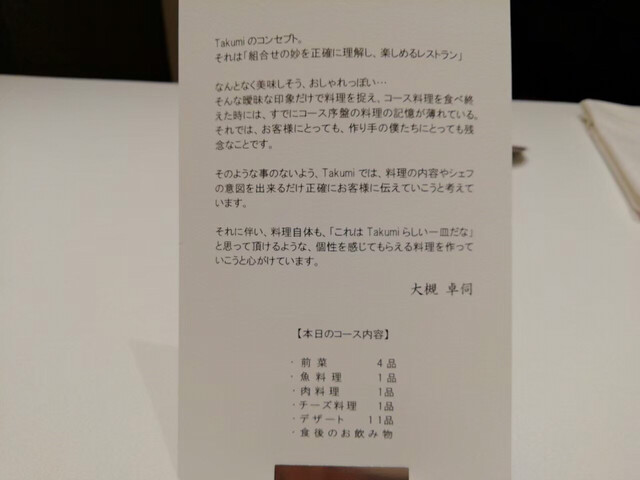 Takumiのコンセプト。
それは「組合せの妙を正確に理解し。楽しめるレストラン」
なんとなく美味しそう、おしゃれっぽい…
そんな曖昧な印象だけで料理を捉え。コース料理を食べ終
えた時には、すでにコース序盤の料理の記憶が薄れている。
それでは、お客様にとっても、作り手の僕たちにとっても残
念なことです。
そのような事のないよう、Takumiでは、料理の内容やシェフ
の意図を出来るだけ正確にお客様に伝えていこうと考えて
います。
それに伴い、料理自体も、「これは Takumiらしい一皿だな」
と思って頂けるような、個性を感じてもらえる料理を作って
いこうと心がけています。
大槻 卓伺
【本日のコース内容】
・前菜 4品
・魚料理 1品
・肉料理 1品
・チーズ料理 1品
・デザート 11品
・食後のお飲み物